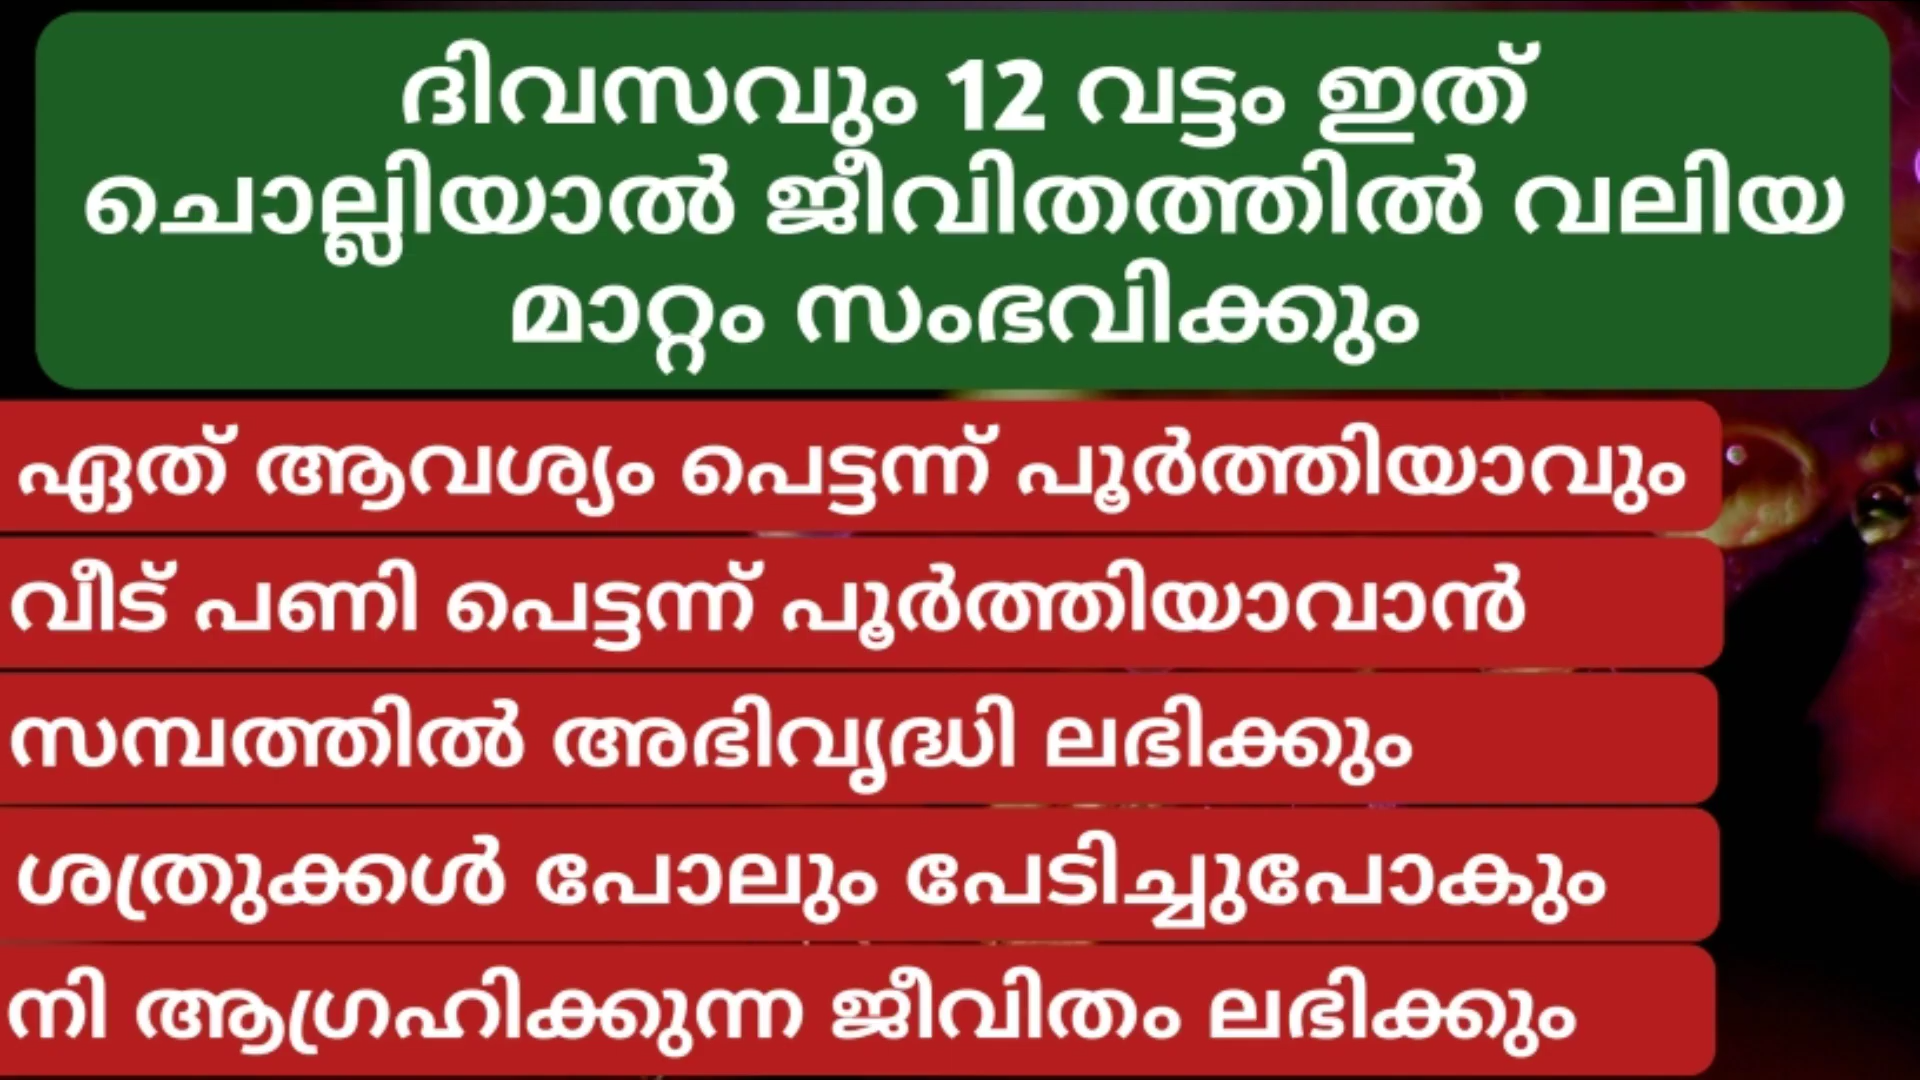 ദിവസവും 12 വട്ടം ഇത്
ചൊല്ലിയാൽ ജീവിതത്തിൽ വലിയ
മാറ്റം സംഭവിക്കും
ഏത് ആവശ്യം പെട്ടന്ന് പൂർത്തിയാവും
വീട് പണി പെട്ടന്ന് പൂർത്തിയാവാൻ
സമ്പത്തിൽ അഭിവൃദ്ധി ലഭിക്കും
ശത്രുക്കൾ പോലും പേടിച്ചുപോകും
നി ആഗ്രഹിക്കുന്ന ജീവിതം ലഭിക്കും